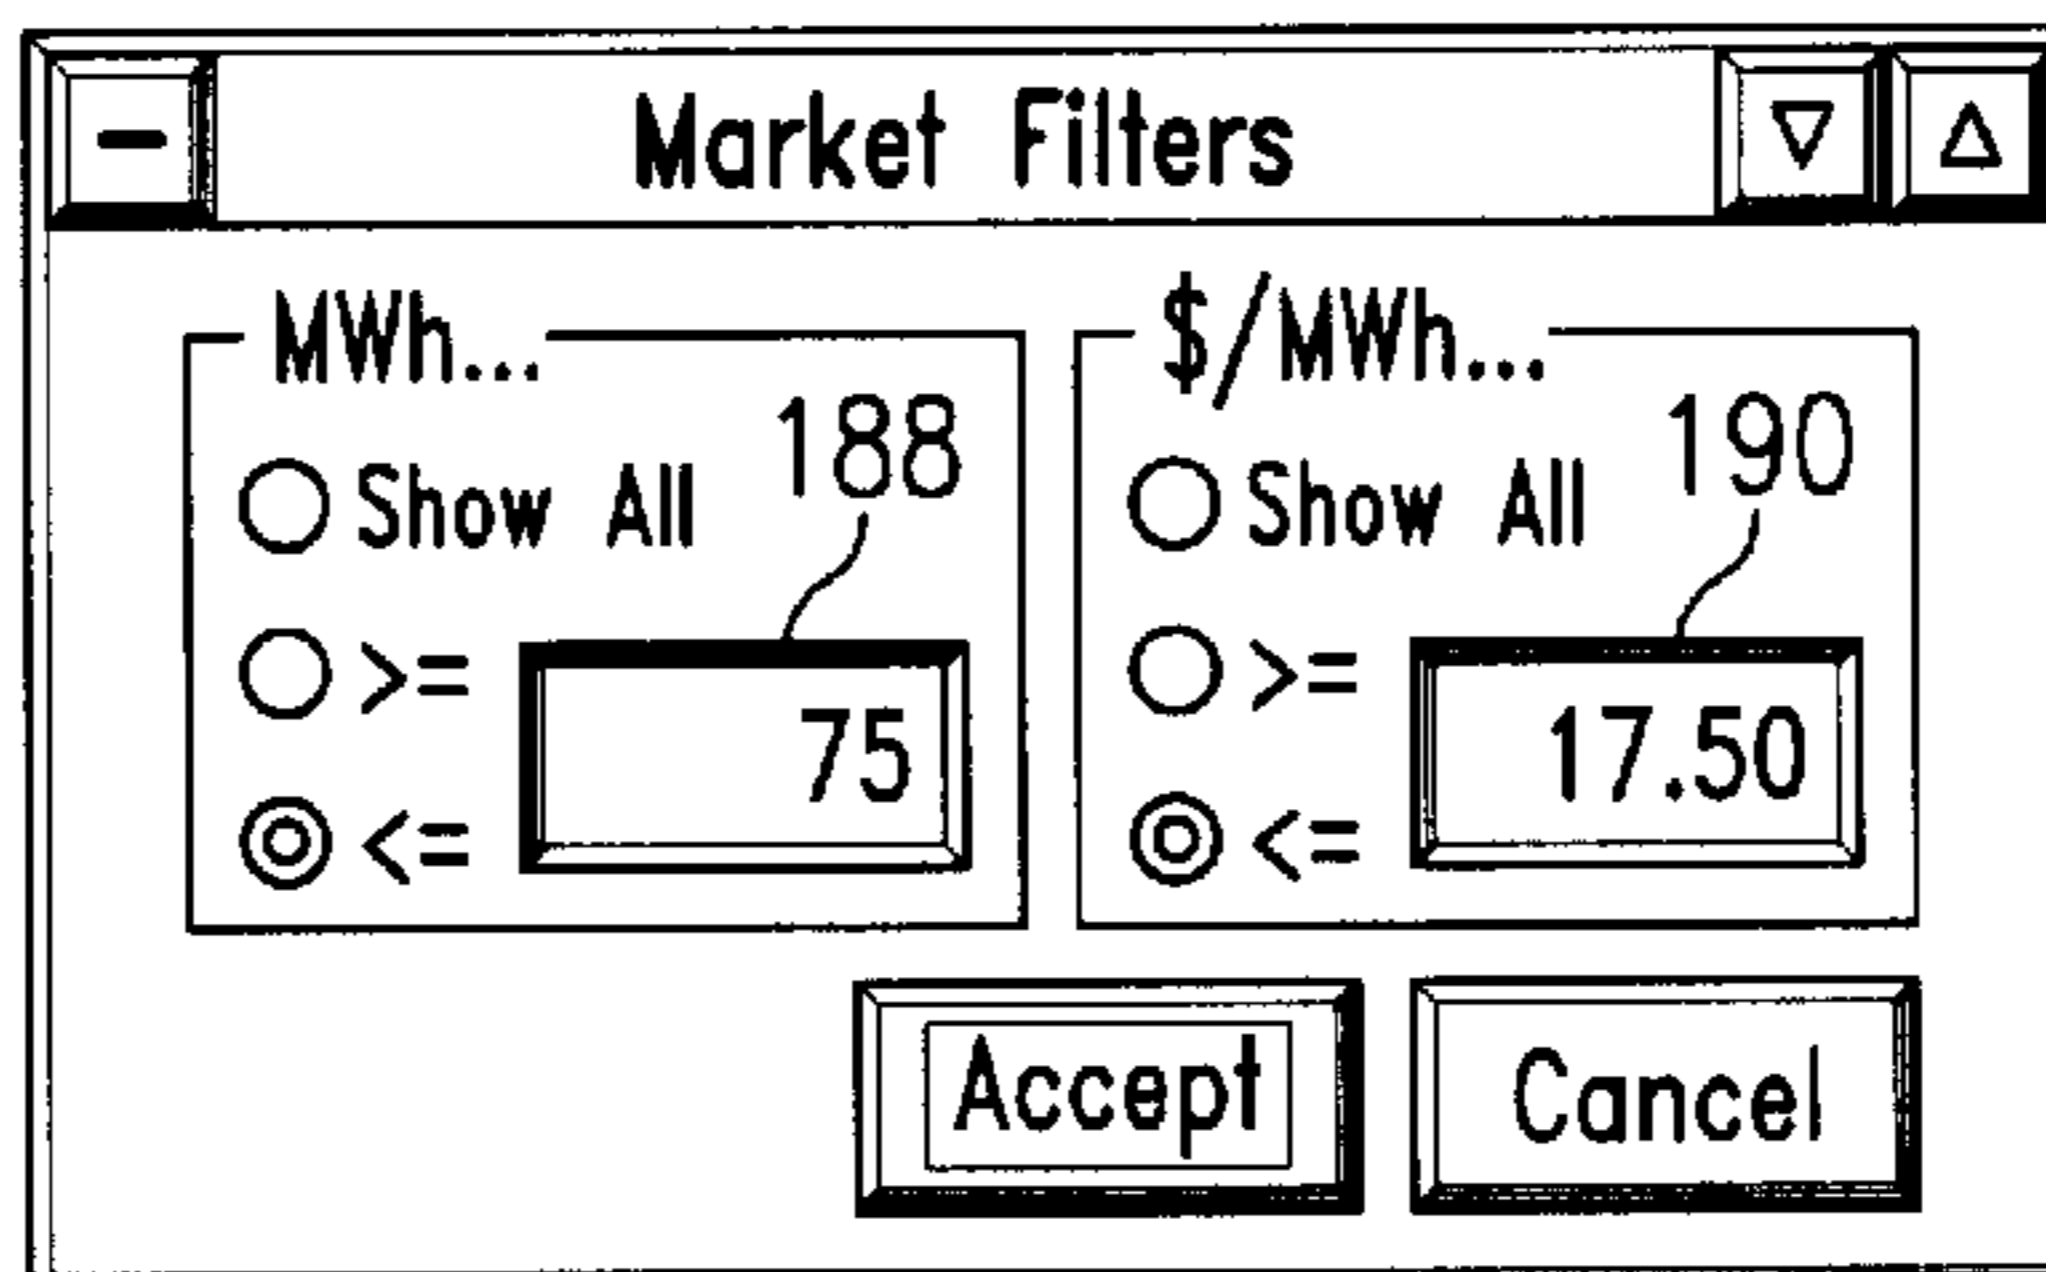 Market Filters
MWh...
188
Show All
>=
75
<=
$/MWh...
190
Show All
>=
17.50
<=
Accept
Cancel